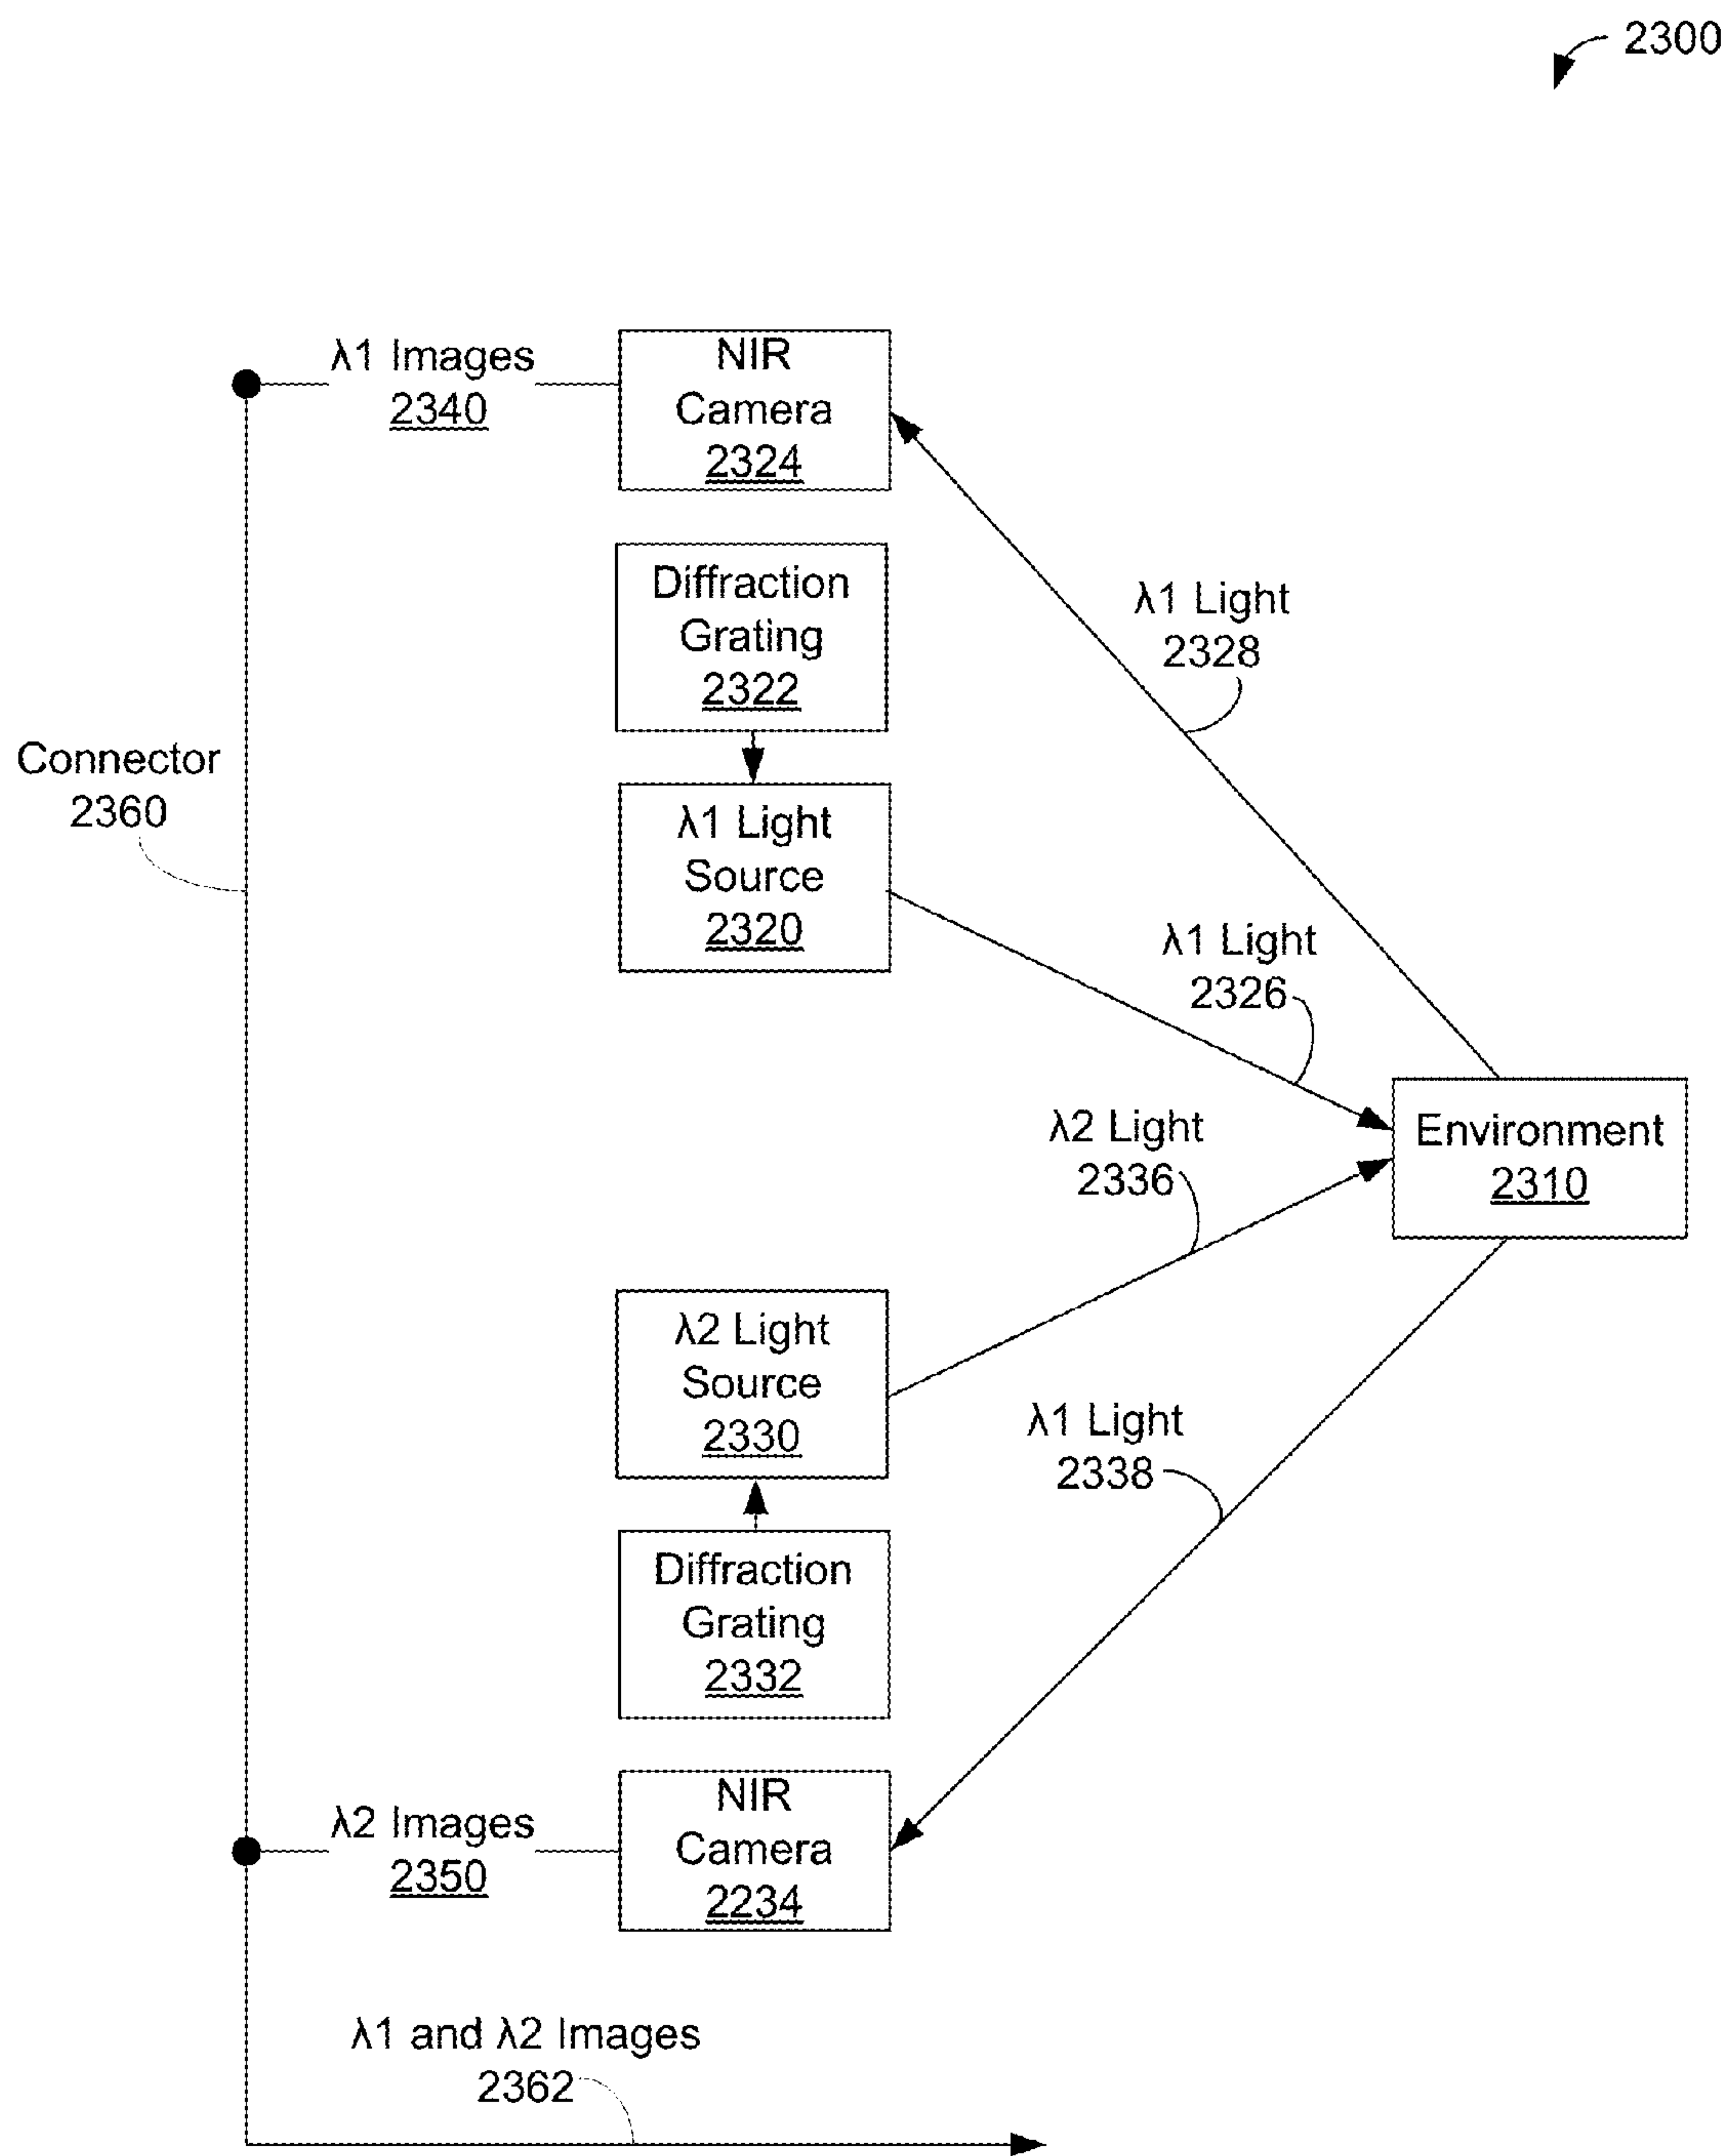 2300
λ1 Images
2340
NIR
Camera
2324
Diffraction
Grating
2322
λ1 Light
2328
Connector
2360
λ1 Light
Source
2320
λ1 Light
2326
λ2 Light
2336
Environment
2310
λ2 Light
Source
2330
λ1 Light
2338
Diffraction
Grating
2332
λ2 Images
2350
NIR
Camera
2234
λ1 and λ2 Images
2362